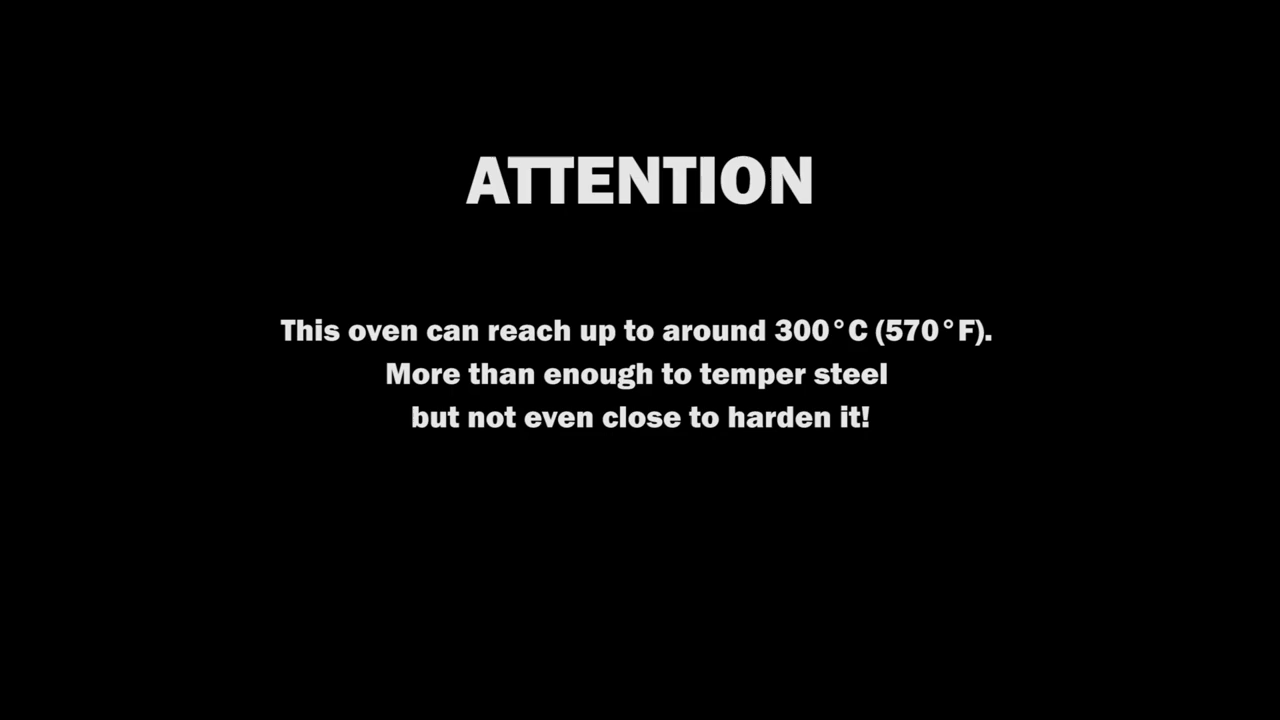 ATTENTION
This oven can reach up to around 300°C (570°F).
More than enough to temper steel
but not even close to harden it!